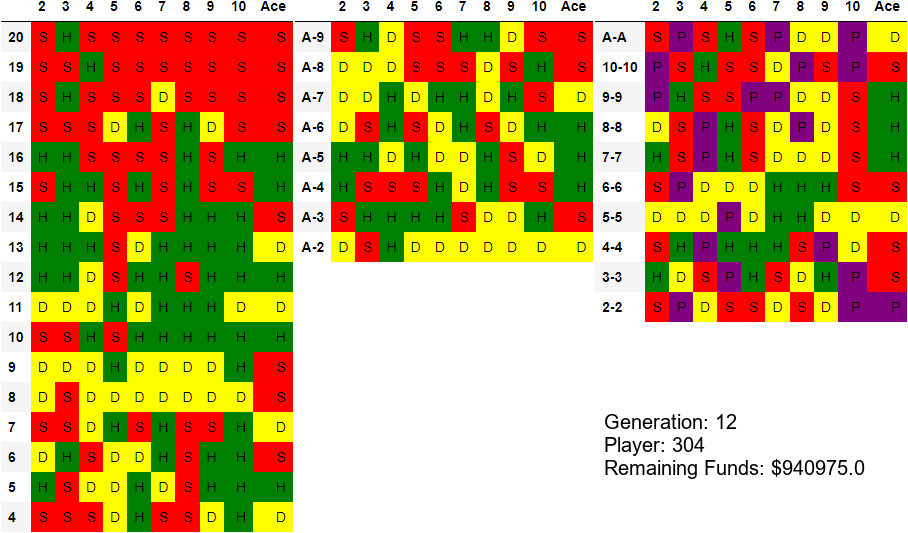 2 3 4 5 6 7 8 9 10 Ace
20 S H S S S S S S S S
19 S S H S S S S S S S
18 S H S S S D S S S S
17 S S S D H S H D S S
16 H H S S S S H S H H
15 S H H S H S H S S H
14 H H D S S S H H H S
13 H H H S D H H H H D
12 H H D S H H S H H H
11 D D D H D H H H D D
10 S S H S H H H H H H
9 D D D H D D D D H S
8 D S D D D D D D D S
7 S S D H S H S S H D
6 D H S D D H S H H S
5 H S D D H D S H H H
4 S S S D H S S D H D
2 3 4 5 6 7 8 9 10 Ace
A-9 S H D S S H H D S S
A-8 D D D S S S D S H S
A-7 D D H D H H D H S D
A-6 D S H S D H S D H H
A-5 H H D H D D H S D H
A-4 H S S S H D H S S H
A-3 S H H H H S D D H S
A-2 D S H D D D D D D D
2 3 4 5 6 7 8 9 10 Ace
A-A S P S H S P D D P D
10-10 P S H S S D P S P S
9-9 P H S S P P D D S H
8-8 D S P H S D P D S H
7-7 H S P H S D D D S H
6-6 S P D D D H H H S S
5-5 D D D P D H H D D D
4-4 S H P H H H S P D S
3-3 H D S P H S D H P S
2-2 S P D S S D S D P P
Generation: 12
Player: 304
Remaining Funds: $940975.0